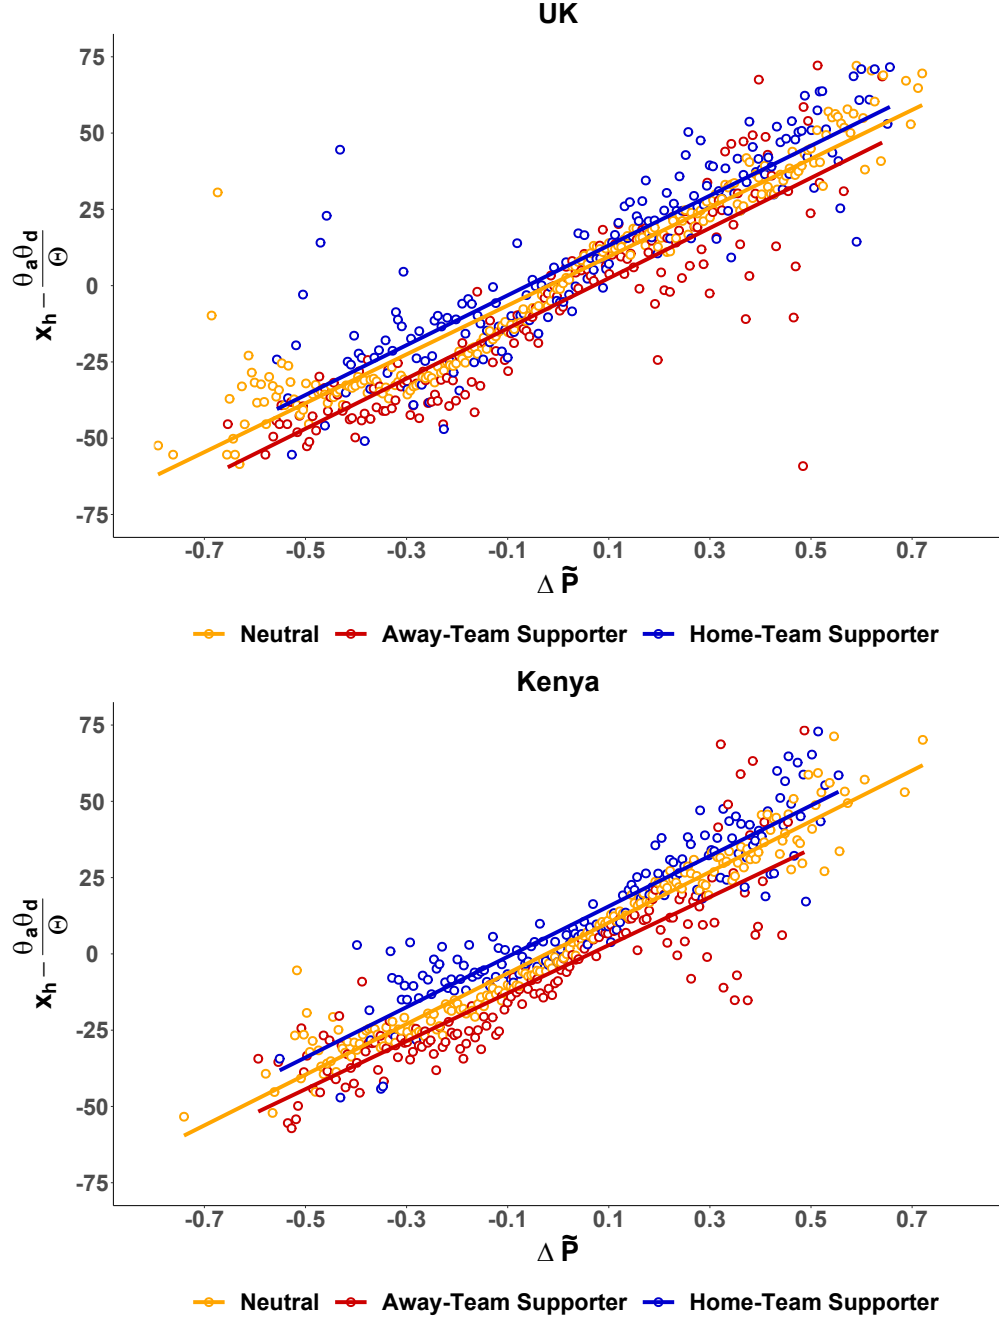 UK
75
50
25
0
-25
-50
-75
x_h − θ_aθ_d/Θ
-0.7 -0.5 -0.3 -0.1 0.1 0.3 0.5 0.7
Δ P̃
Neutral Away-Team Supporter Home-Team Supporter
Kenya
75
50
25
0
-25
-50
-75
x_h − θ_aθ_d/Θ
-0.7 -0.5 -0.3 -0.1 0.1 0.3 0.5 0.7
Δ P̃
Neutral Away-Team Supporter Home-Team Supporter